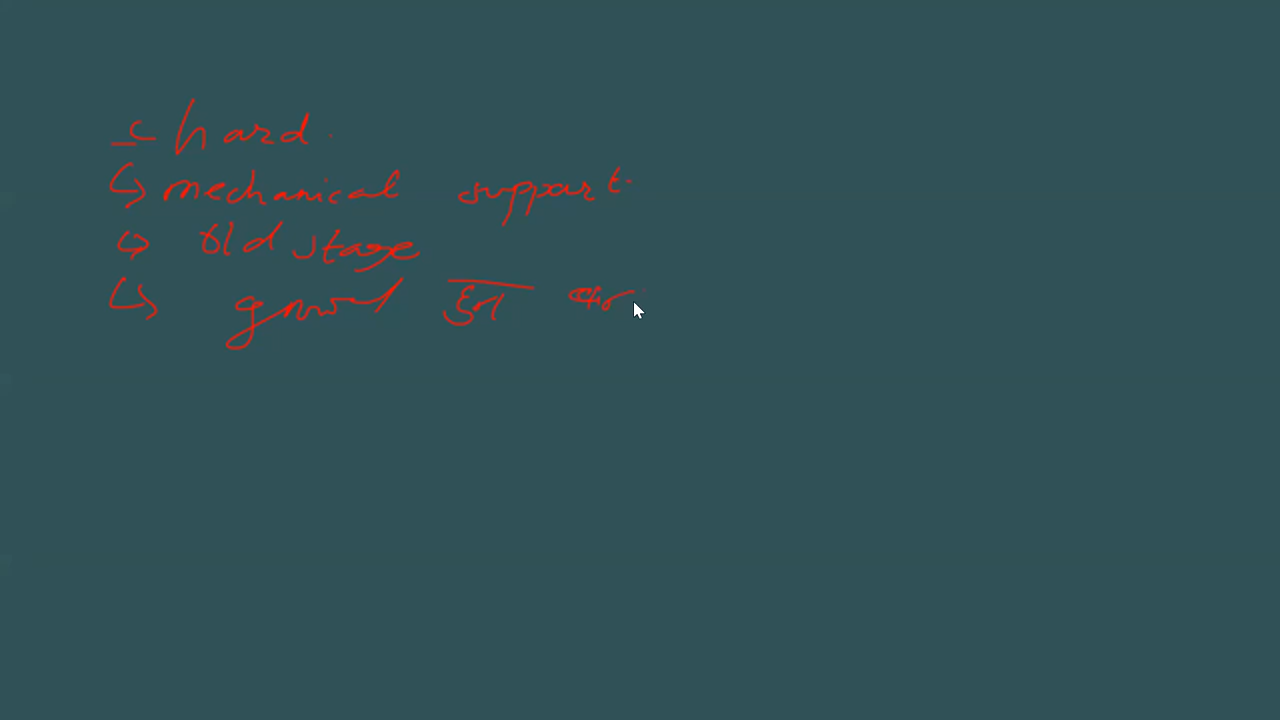 ↳ hard.
↳ mechanical support.
↳ old stage
↳